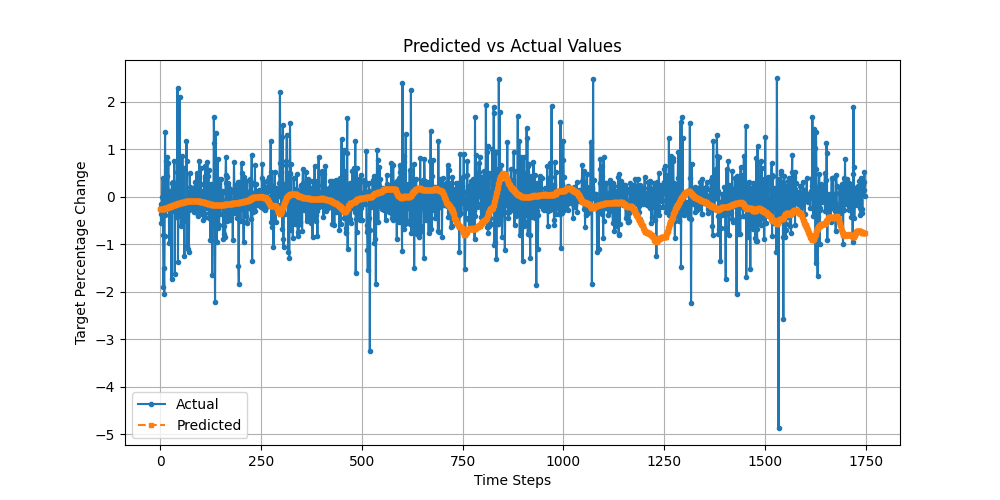 Predicted vs Actual Values
Target Percentage Change
2
1
0
−1
−2
−3
−4
−5
Actual
Predicted
0 250 500 750 1000 1250 1500 1750
Time Steps